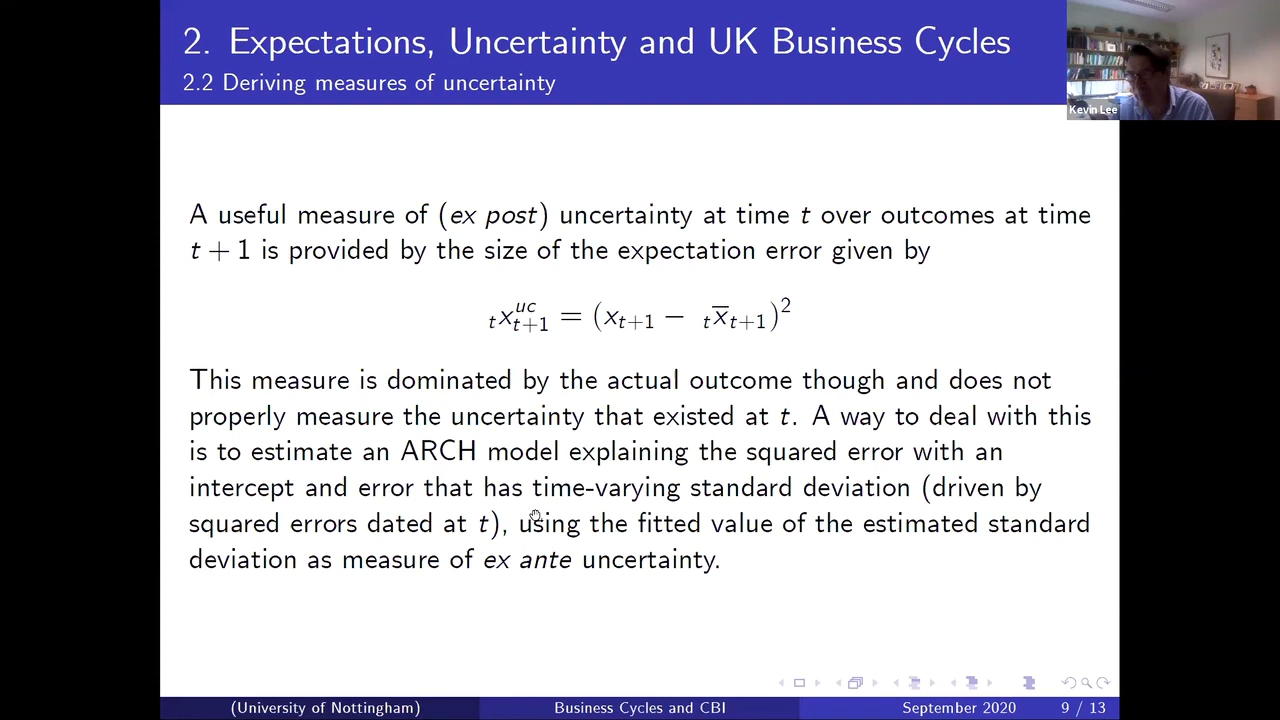 2. Expectations, Uncertainty and UK Business Cycles
2.2 Deriving measures of uncertainty
Kevin Lee
A useful measure of (ex post) uncertainty at time t over outcomes at time
t + 1 is provided by the size of the expectation error given by
ₜxᵘᶜₜ₊₁ = (xₜ₊₁ − ₜx̅ₜ₊₁)²
This measure is dominated by the actual outcome though and does not
properly measure the uncertainty that existed at t. A way to deal with this
is to estimate an ARCH model explaining the squared error with an
intercept and error that has time-varying standard deviation (driven by
squared errors dated at t), using the fitted value of the estimated standard
deviation as measure of ex ante uncertainty.
(University of Nottingham) Business Cycles and CBI September 2020 9 / 13